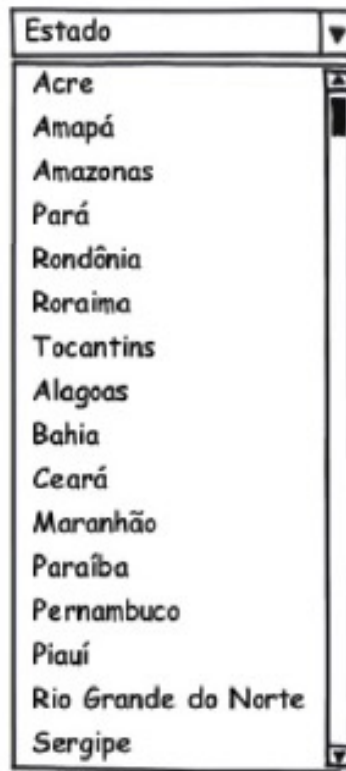 Estado
Acre
Amapá
Amazonas
Pará
Rondônia
Roraima
Tocantins
Alagoas
Bahia
Ceará
Maranhão
Paraíba
Pernambuco
Piauí
Rio Grande do Norte
Sergipe